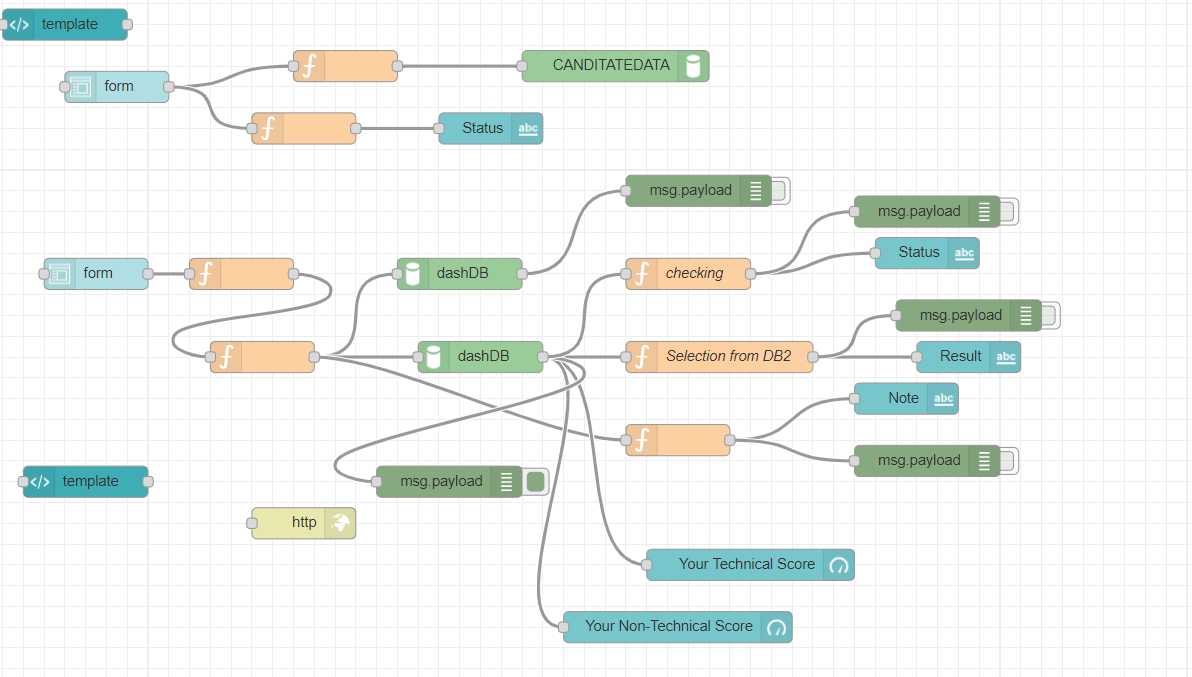 template
CANDITATEDATA
form
Status
msg.payload
msg.payload
Status
form
dashDB
checking
msg.payload
dashDB
Selection from DB2
Result
Note
msg.payload
template
msg.payload
http
Your Technical Score
Your Non-Technical Score